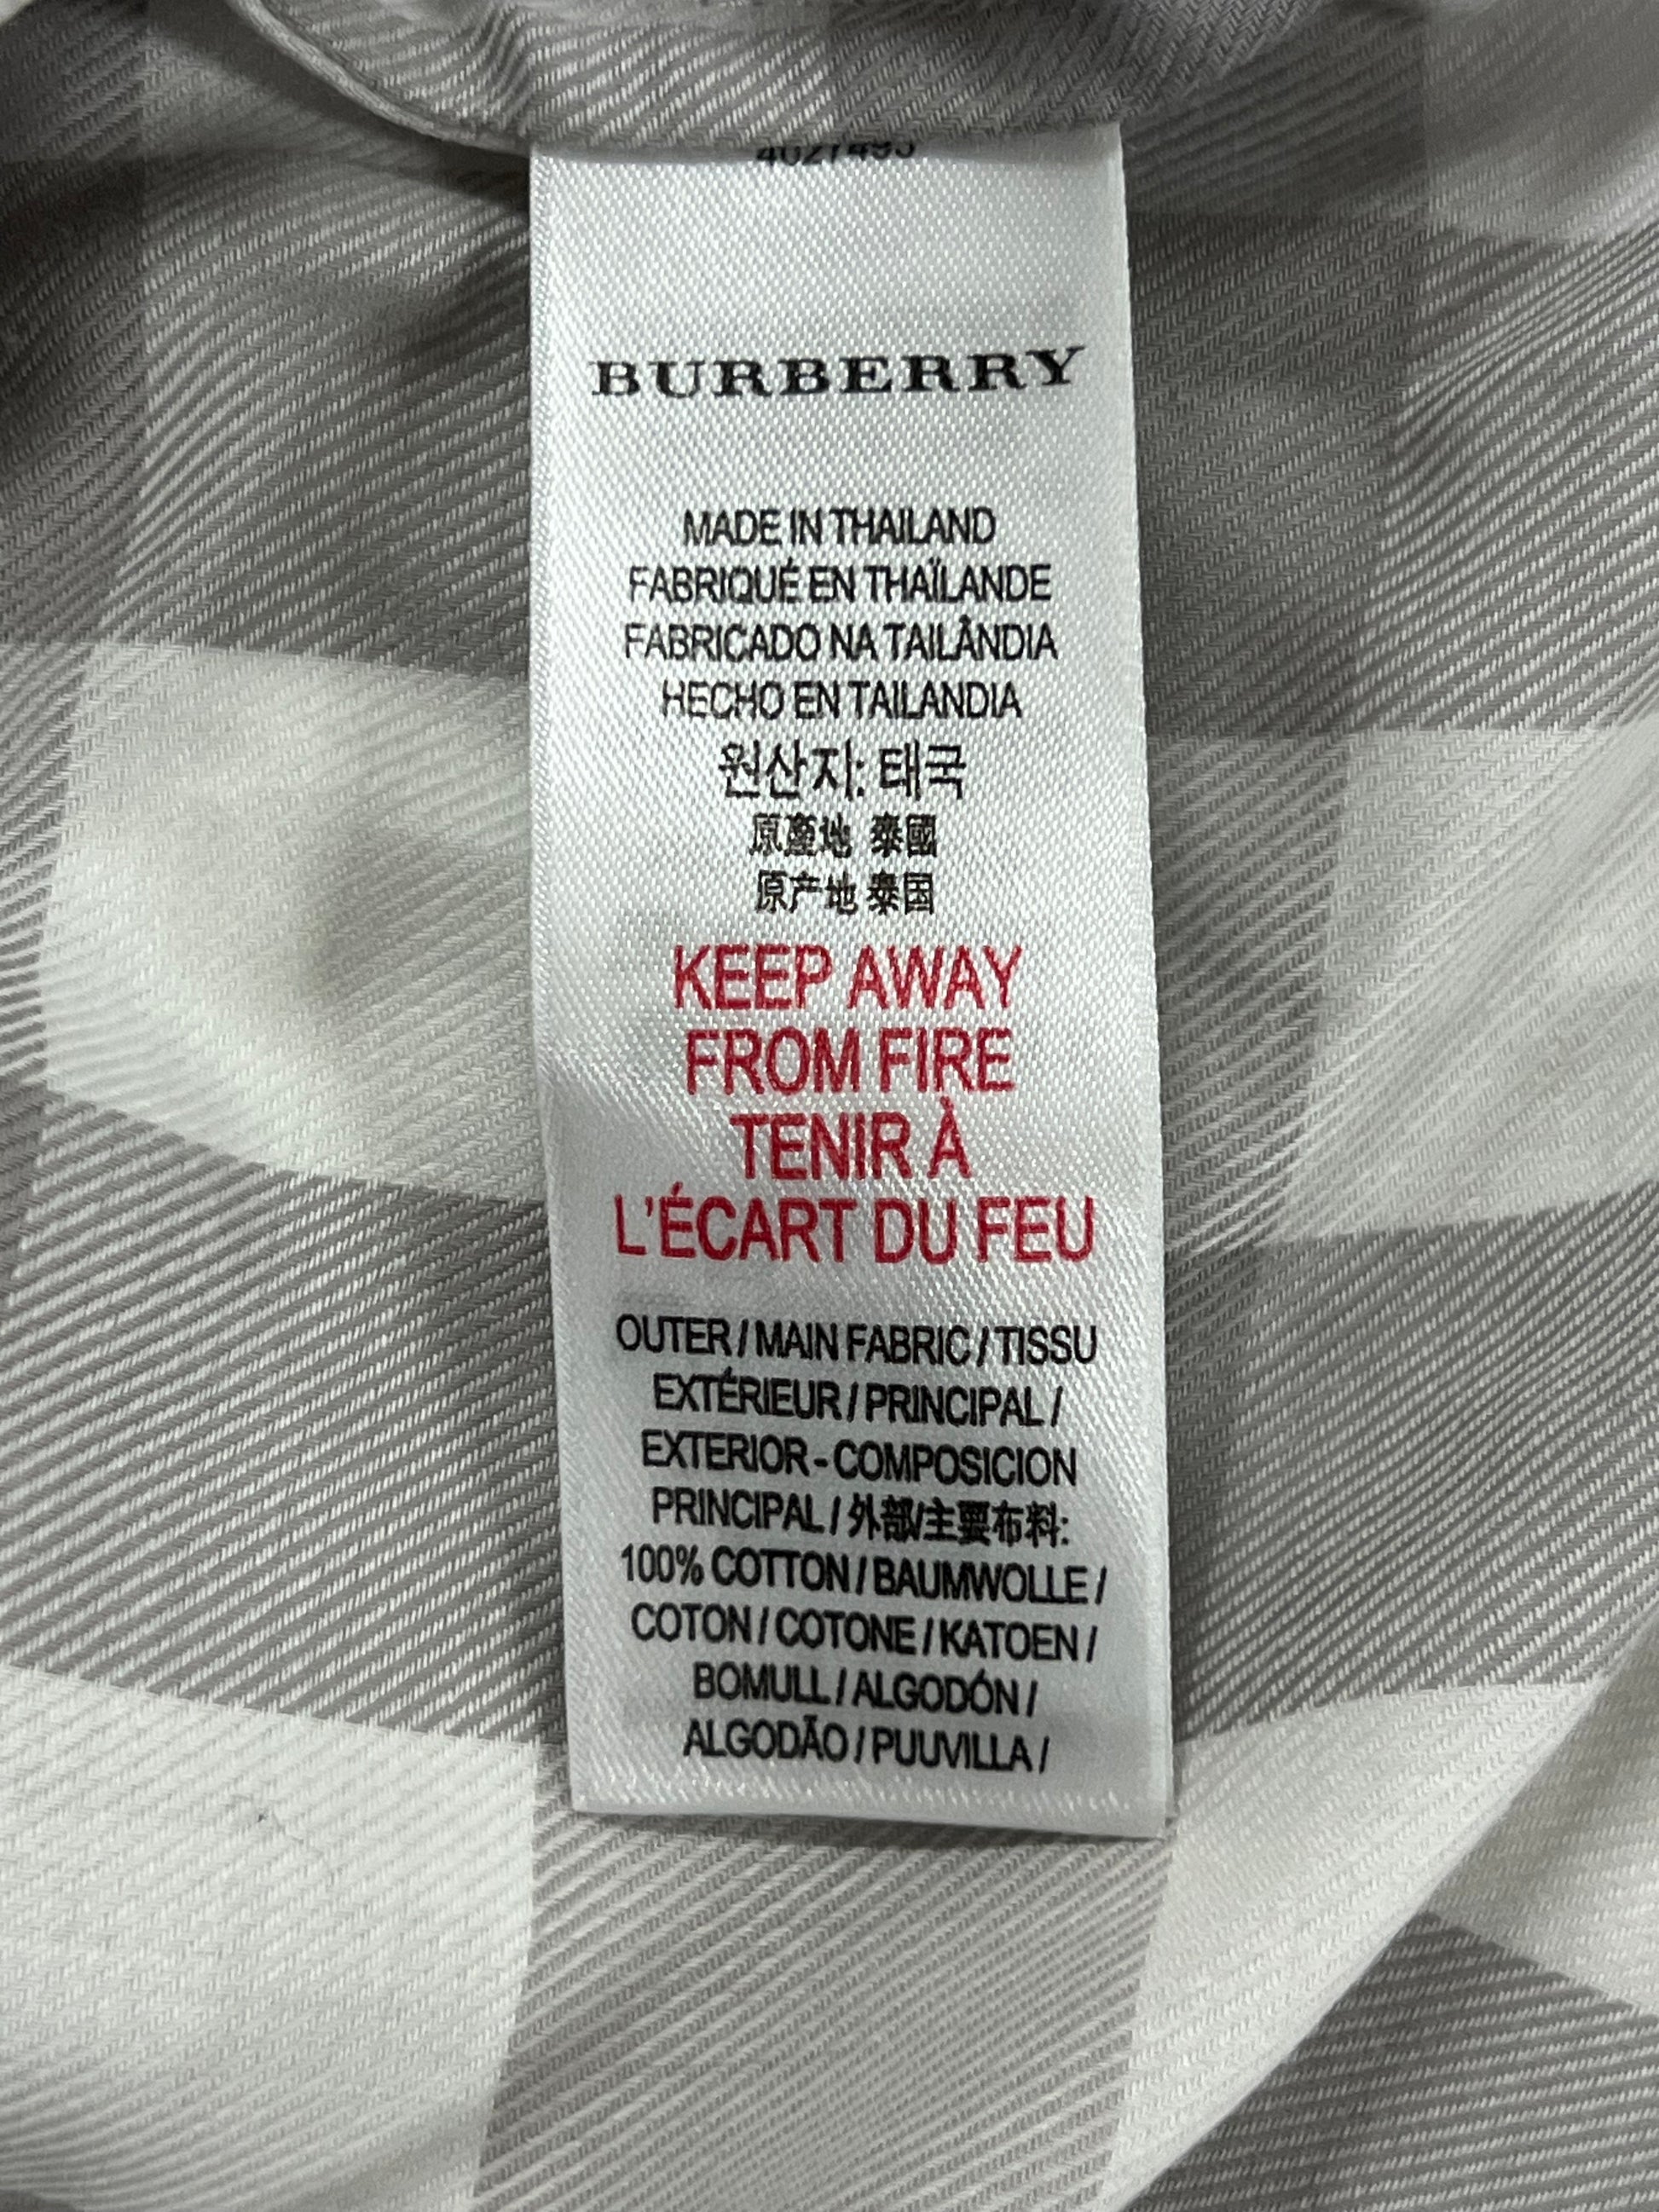 4027493
BURBERRY
MADE IN THAILAND
FABRIQUÉ EN THAÏLANDE
FABRICADO NA TAILÂNDIA
HECHO EN TAILANDIA
원산지: 태국
原產地 泰國
原产地 泰国
KEEP AWAY
FROM FIRE
TENIR À
L'ÉCART DU FEU
OUTER / MAIN FABRIC / TISSU
EXTÉRIEUR / PRINCIPAL /
EXTERIOR - COMPOSICION
PRINCIPAL / 外部/主要布料:
100% COTTON / BAUMWOLLE /
COTON / COTONE / KATOEN /
BOMULL / ALGODÓN /
ALGODÃO / PUUVILLA /